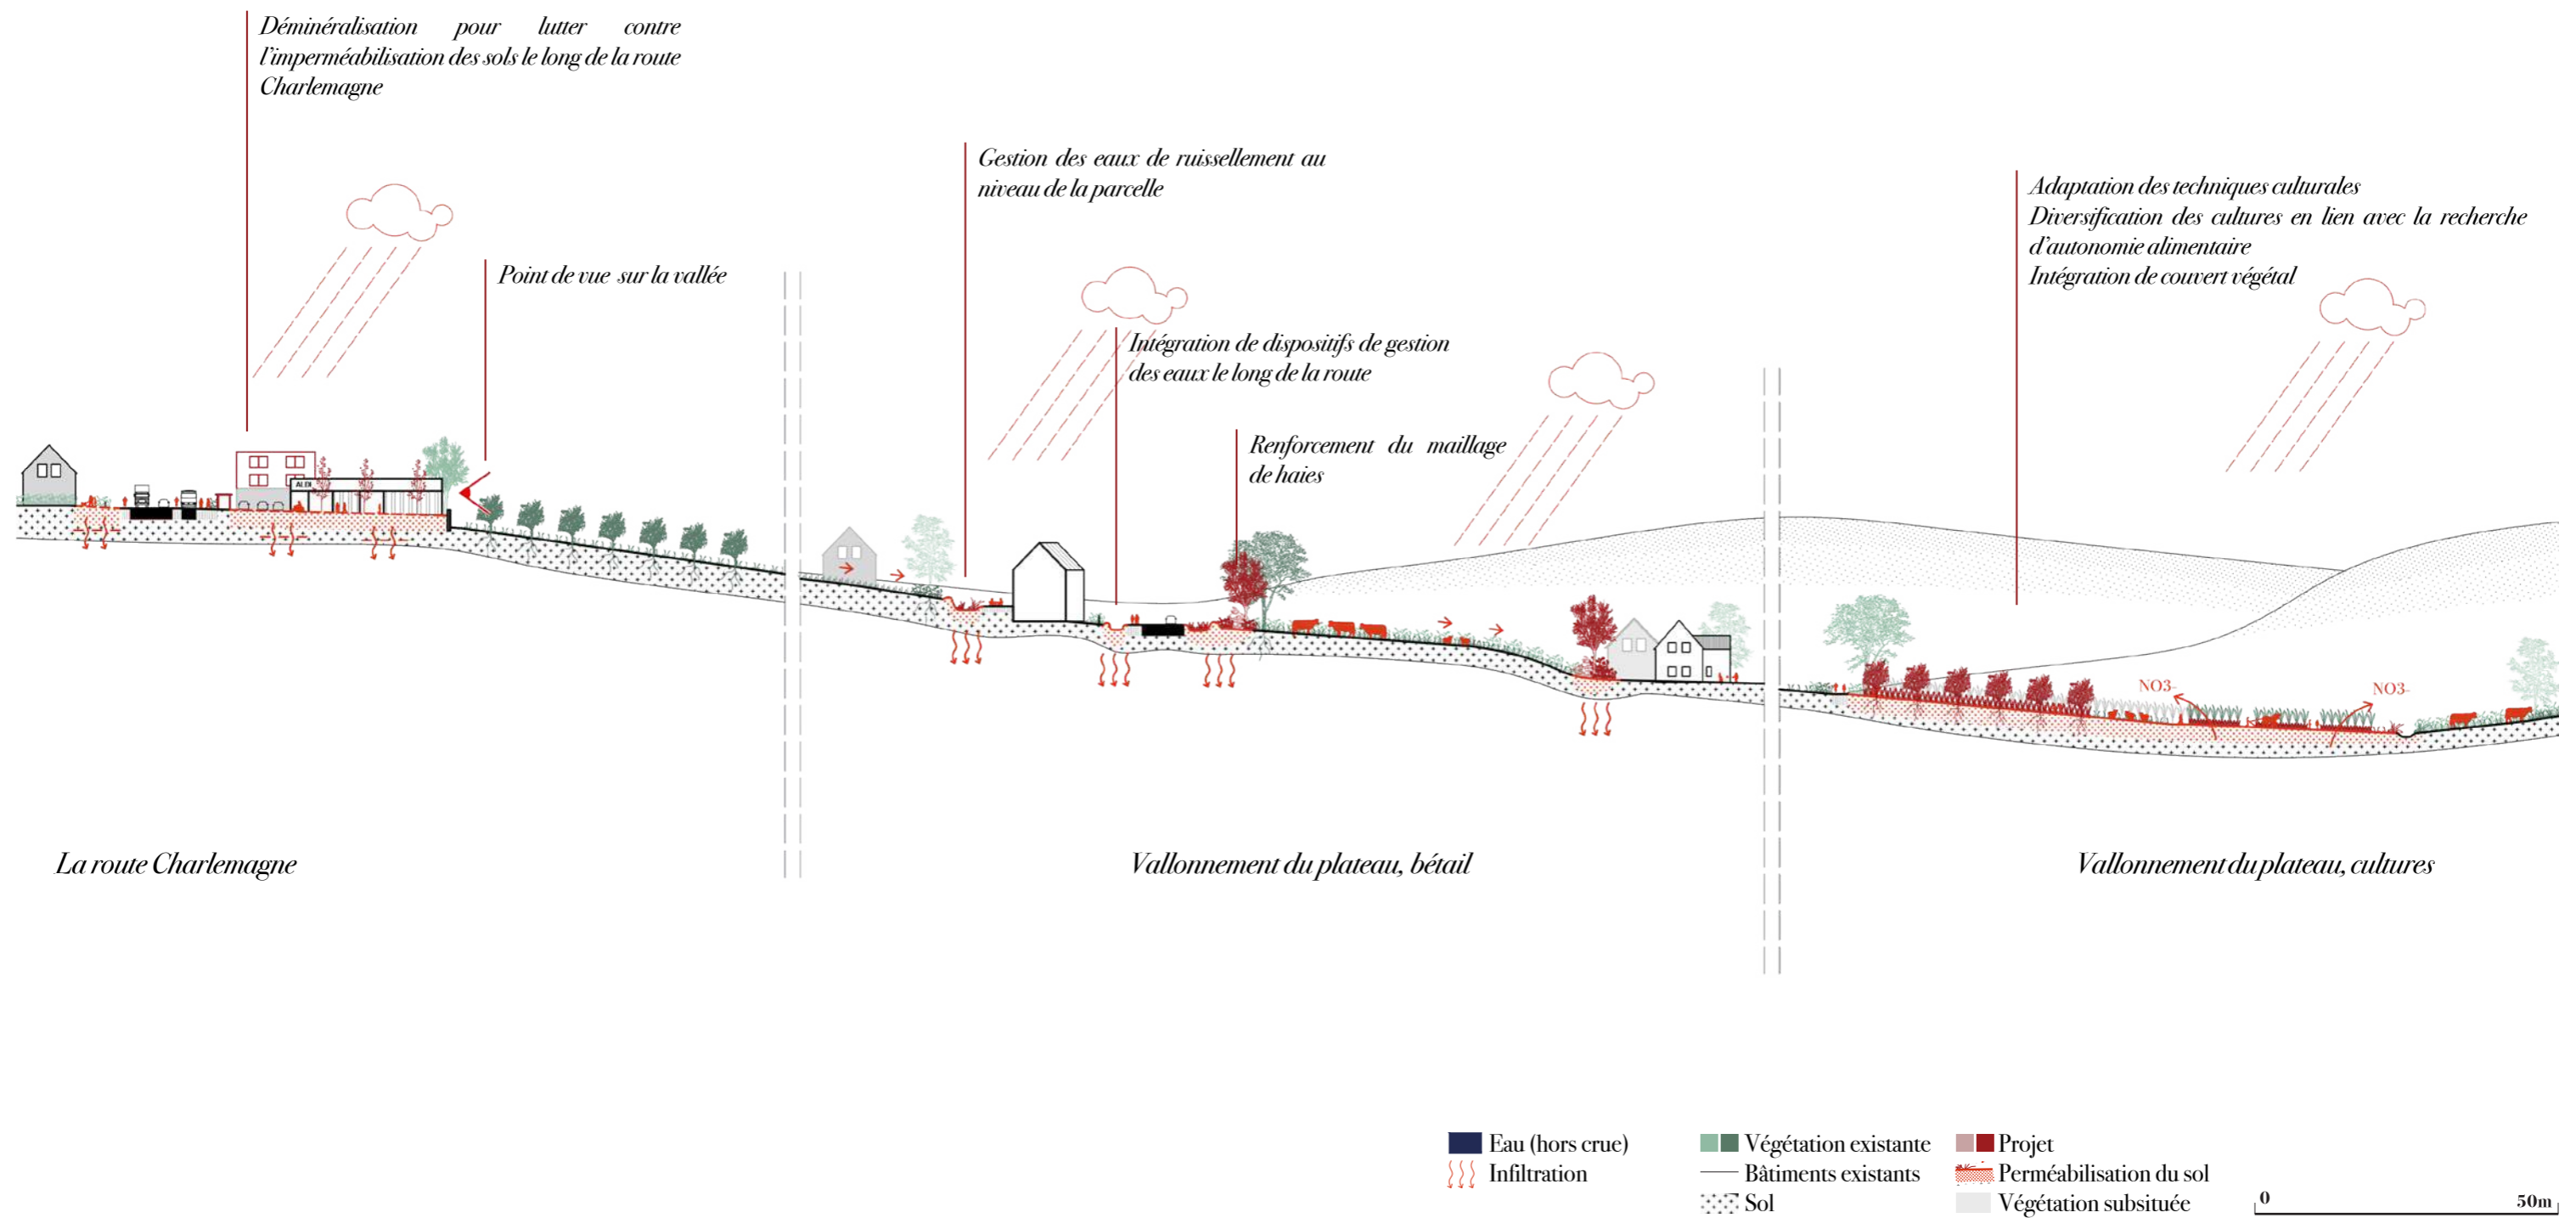 Déminéralisation pour lutter contre
l'imperméabilisation des sols le long de la route
Charlemagne
Point de vue sur la vallée
Gestion des eaux de ruissellement au
niveau de la parcelle
Intégration de dispositifs de gestion
des eaux le long de la route
Renforcement du maillage
de haies
Adaptation des techniques culturales
Diversification des cultures en lien avec la recherche
d'autonomie alimentaire
Intégration de couvert végétal
ALDI
NO3-
NO3-
La route Charlemagne
Vallonnement du plateau, bétail
Vallonnement du plateau, cultures
Eau (hors crue)
Infiltration
Végétation existante
Bâtiments existants
Sol
Projet
Perméabilisation du sol
Végétation subsituée
0 50m